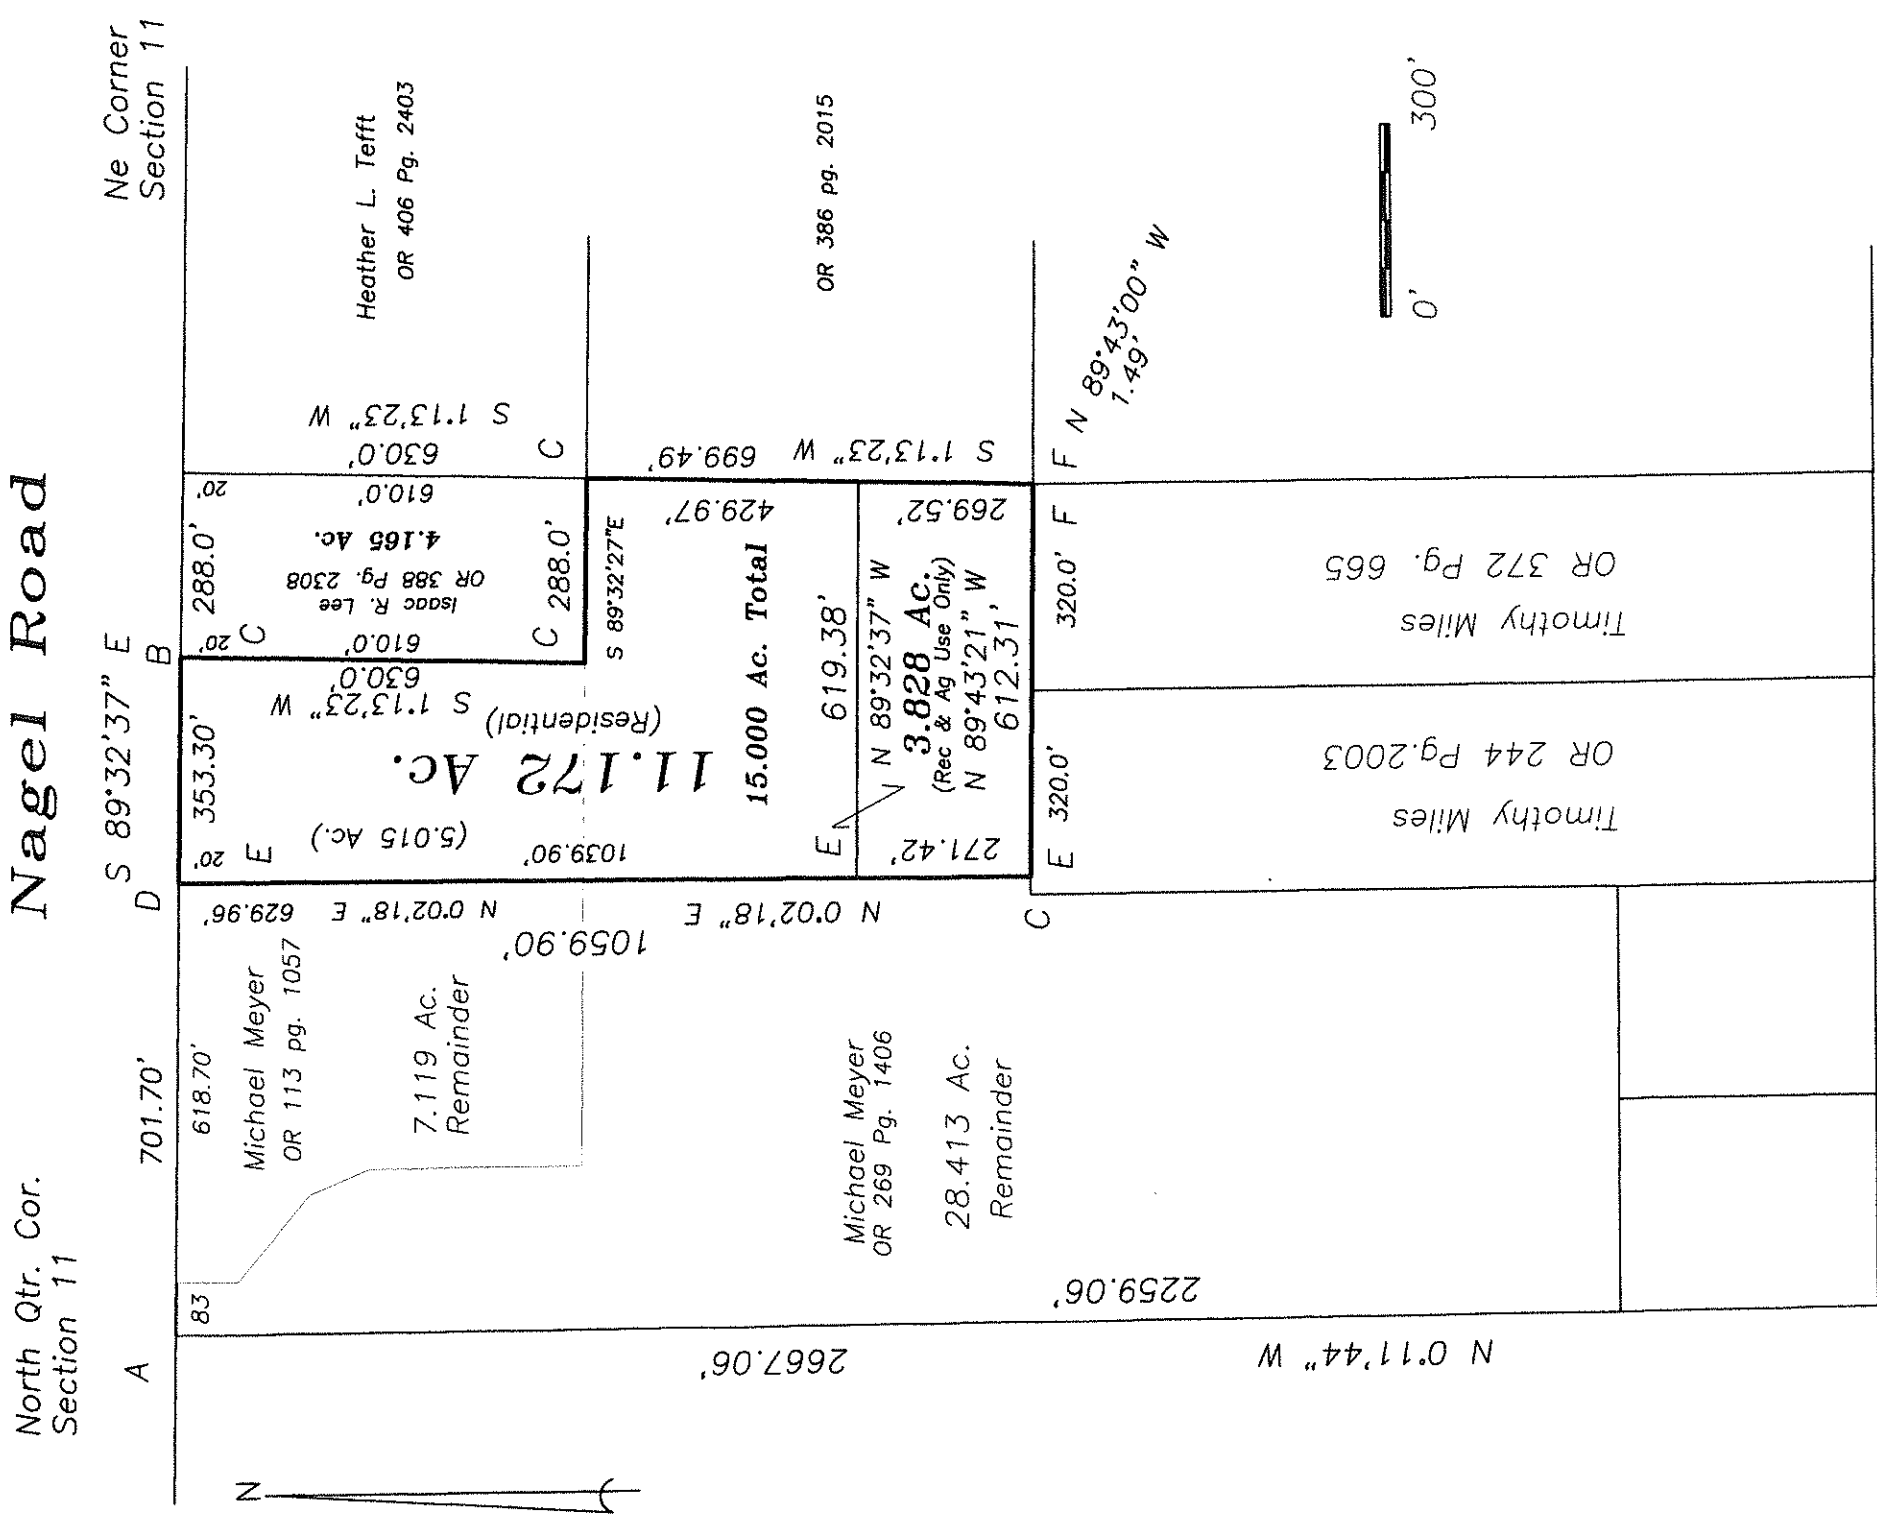 Nagel Road
North Qtr. Cor.
Section 11
Ne Corner
Section 11
A
701.70'
D
S 89°32'37" E
B
83
618.70'
20'
353.30'
20'
288.0'
20'
Michael Meyer
OR 113 pg. 1057
7.119 Ac.
Remainder
N 0°02'18" E 629.96'
1059.90'
N 0°02'18" E
E
(5.015 Ac.)
1039.90'
11.172 Ac.
(Residential)
S 1°13'23" W
630.0'
15.000 Ac. Total
C
610.0'
Isaac R. Lee
OR 388 Pg. 2308
4.165 Ac.
610.0'
C 288.0' C
S 89°32'27"E
S 1°13'23" W
630.0'
Heather L. Tefft
OR 406 Pg. 2403
OR 386 pg. 2015
699.49'
S 1°13'23" W
429.97'
E
619.38'
N 89°32'37" W
3.828 Ac.
(Rec & Ag Use Only)
N 89°43'21" W
612.31'
271.42'
269.52'
C
E 320.0'
320.0' F
F N 89°43'00" W
1.49'
Michael Meyer
OR 269 Pg. 1406
28.413 Ac.
Remainder
2667.06'
2259.06'
N 0°11'44" W
Timothy Miles
OR 244 Pg.2003
Timothy Miles
OR 372 Pg. 665
0' 300'
N